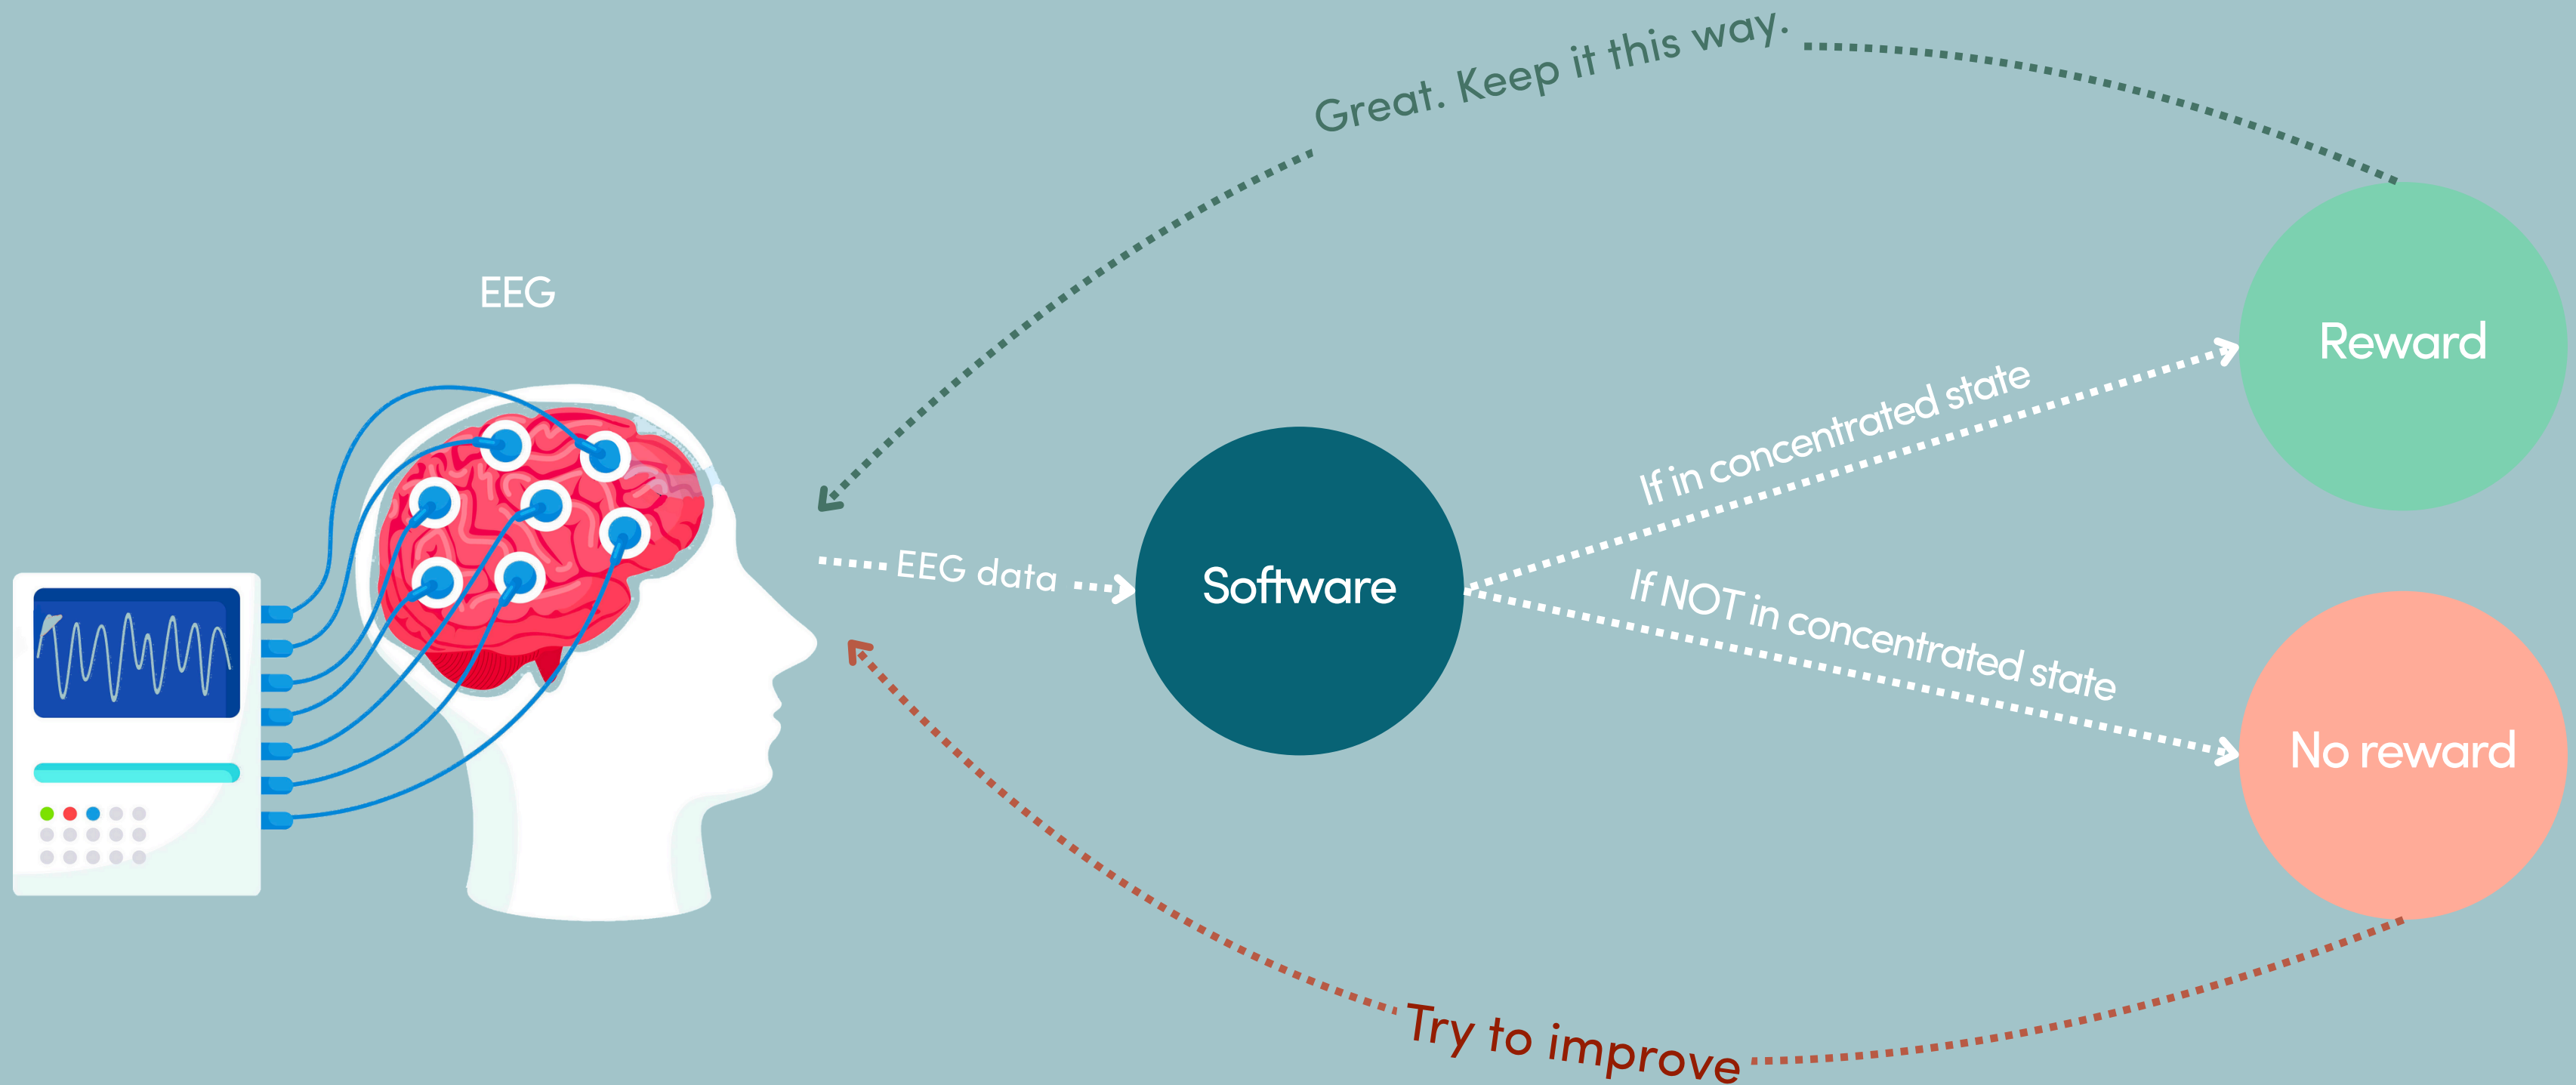 Great. Keep it this way.
EEG
Reward
If in concentrated state
EEG data
Software
If NOT in concentrated state
No reward
Try to improve